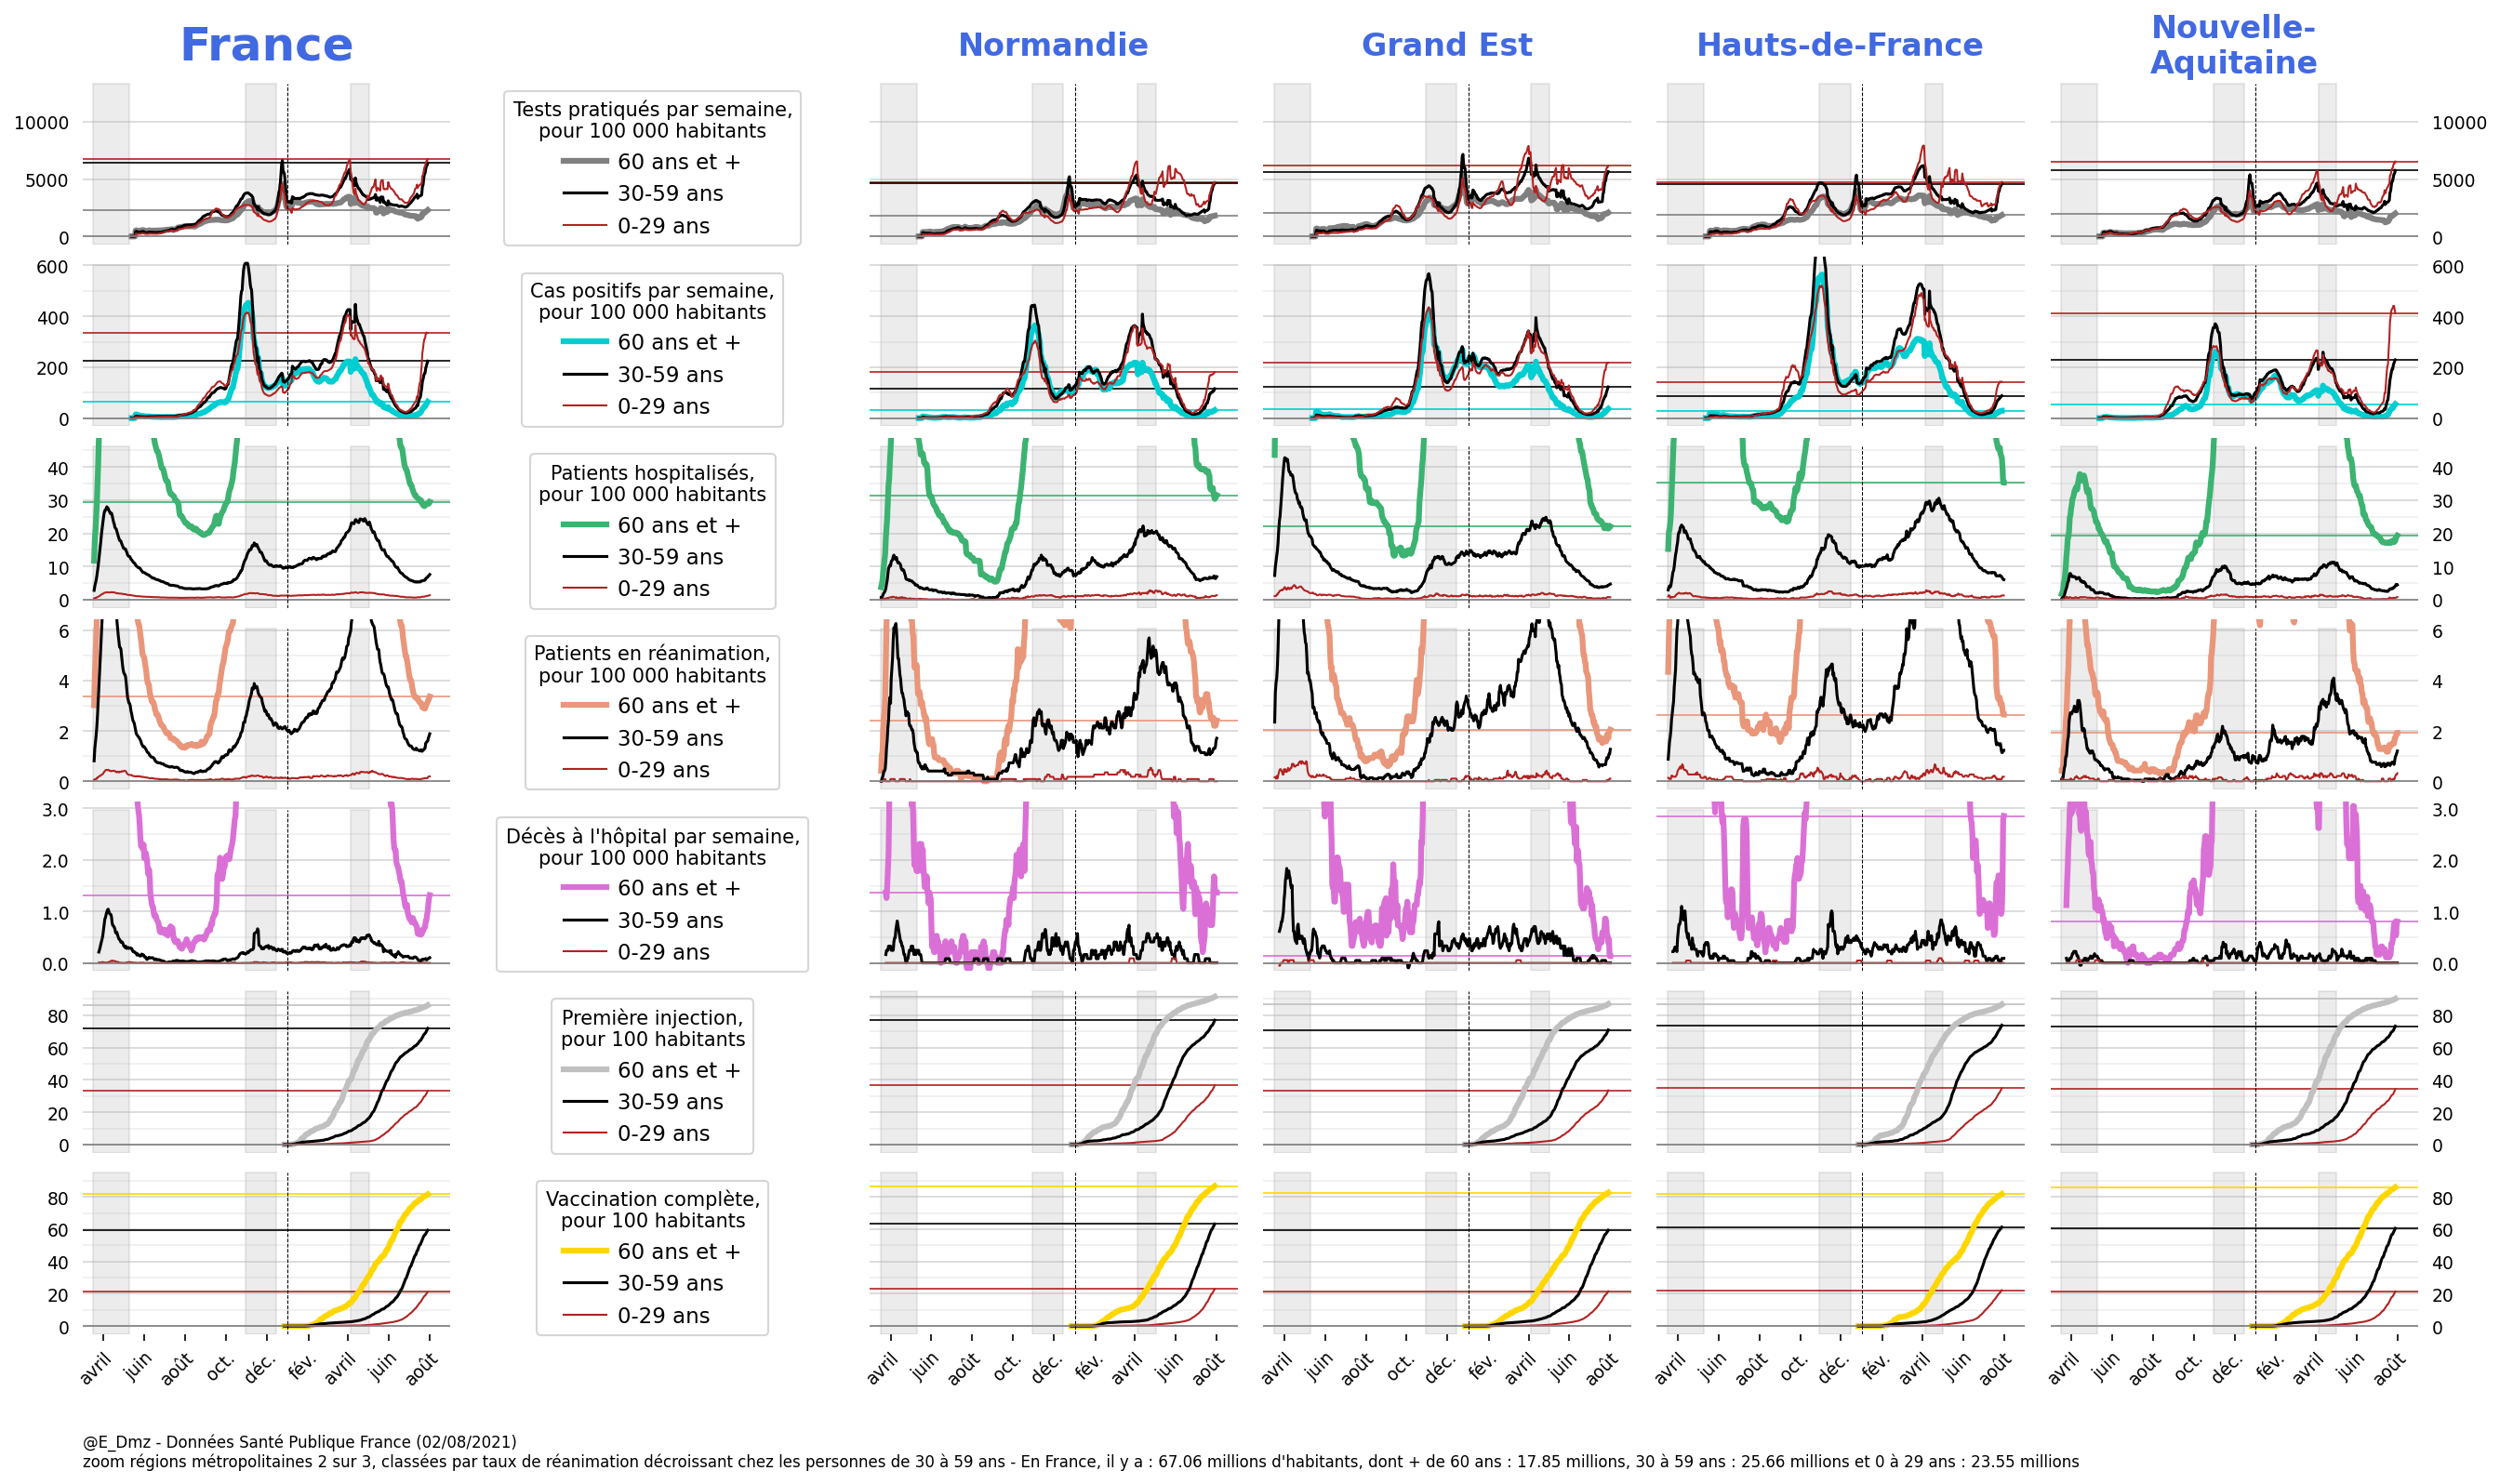 France
Normandie
Grand Est
Hauts-de-France
Nouvelle-
Aquitaine
10000
5000
0
Tests pratiqués par semaine,
pour 100 000 habitants
60 ans et +
30-59 ans
0-29 ans
10000
5000
0
600
400
200
0
Cas positifs par semaine,
pour 100 000 habitants
60 ans et +
30-59 ans
0-29 ans
600
400
200
0
40
30
20
10
0
Patients hospitalisés,
pour 100 000 habitants
60 ans et +
30-59 ans
0-29 ans
40
30
20
10
0
6
4
2
0
Patients en réanimation,
pour 100 000 habitants
60 ans et +
30-59 ans
0-29 ans
6
4
2
0
3.0
2.0
1.0
0.0
Décès à l'hôpital par semaine,
pour 100 000 habitants
60 ans et +
30-59 ans
0-29 ans
3.0
2.0
1.0
0.0
80
60
40
20
0
Première injection,
pour 100 habitants
60 ans et +
30-59 ans
0-29 ans
80
60
40
20
0
80
60
40
20
0
Vaccination complète,
pour 100 habitants
60 ans et +
30-59 ans
0-29 ans
80
60
40
20
0
avril juin août oct. déc. fév. avril juin août
avril juin août oct. déc. fév. avril juin août
avril juin août oct. déc. fév. avril juin août
avril juin août oct. déc. fév. avril juin août
avril juin août oct. déc. fév. avril juin août
@E_Dmz - Données Santé Publique France (02/08/2021)
zoom régions métropolitaines 2 sur 3, classées par taux de réanimation décroissant chez les personnes de 30 à 59 ans - En France, il y a : 67.06 millions d'habitants, dont + de 60 ans : 17.85 millions, 30 à 59 ans : 25.66 millions et 0 à 29 ans : 23.55 millions